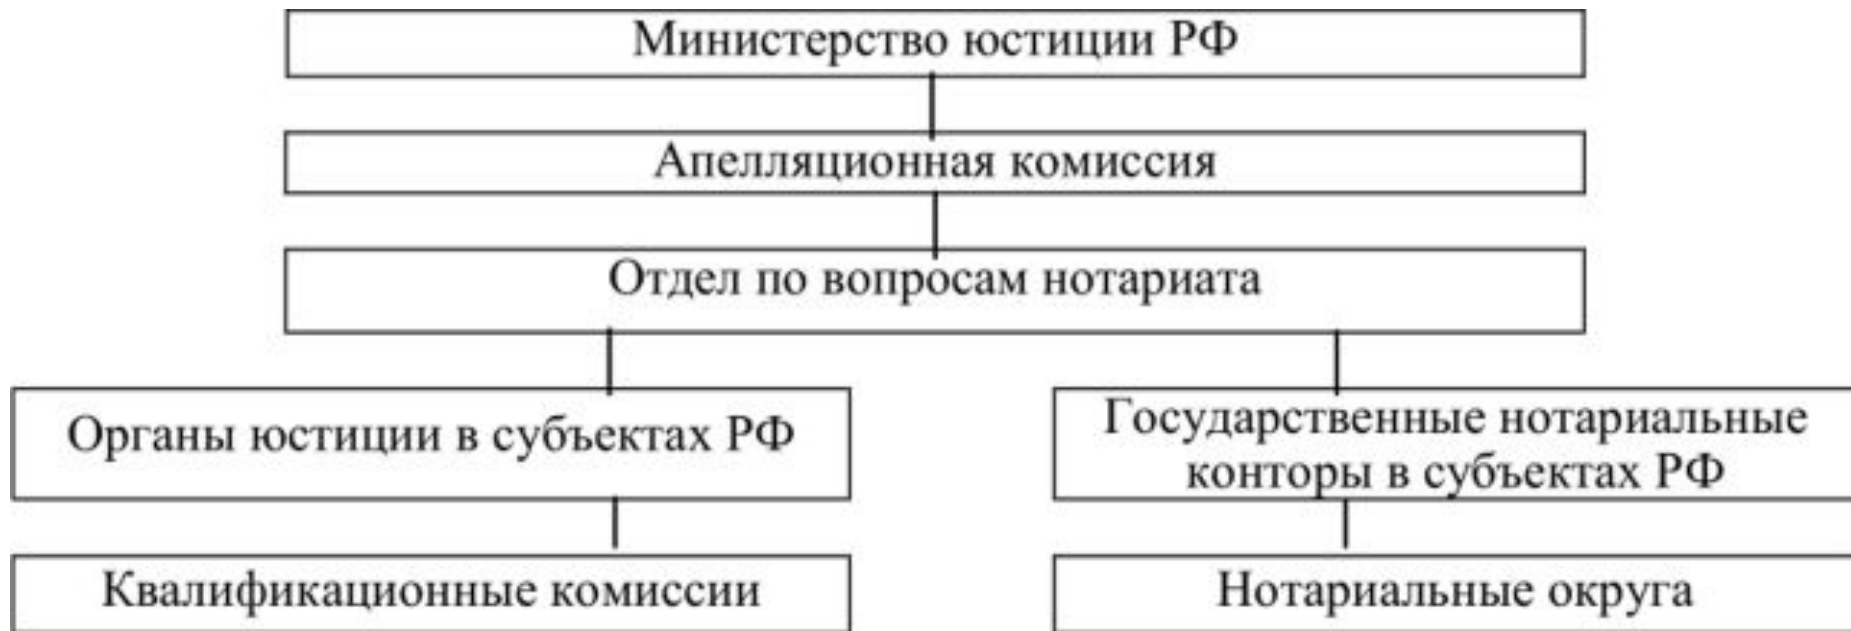 Министерство юстиции РФ
Апелляционная комиссия
Отдел по вопросам нотариата
Органы юстиции в субъектах РФ
Государственные нотариальные
конторы в субъектах РФ
Квалификационные комиссии
Нотариальные округа